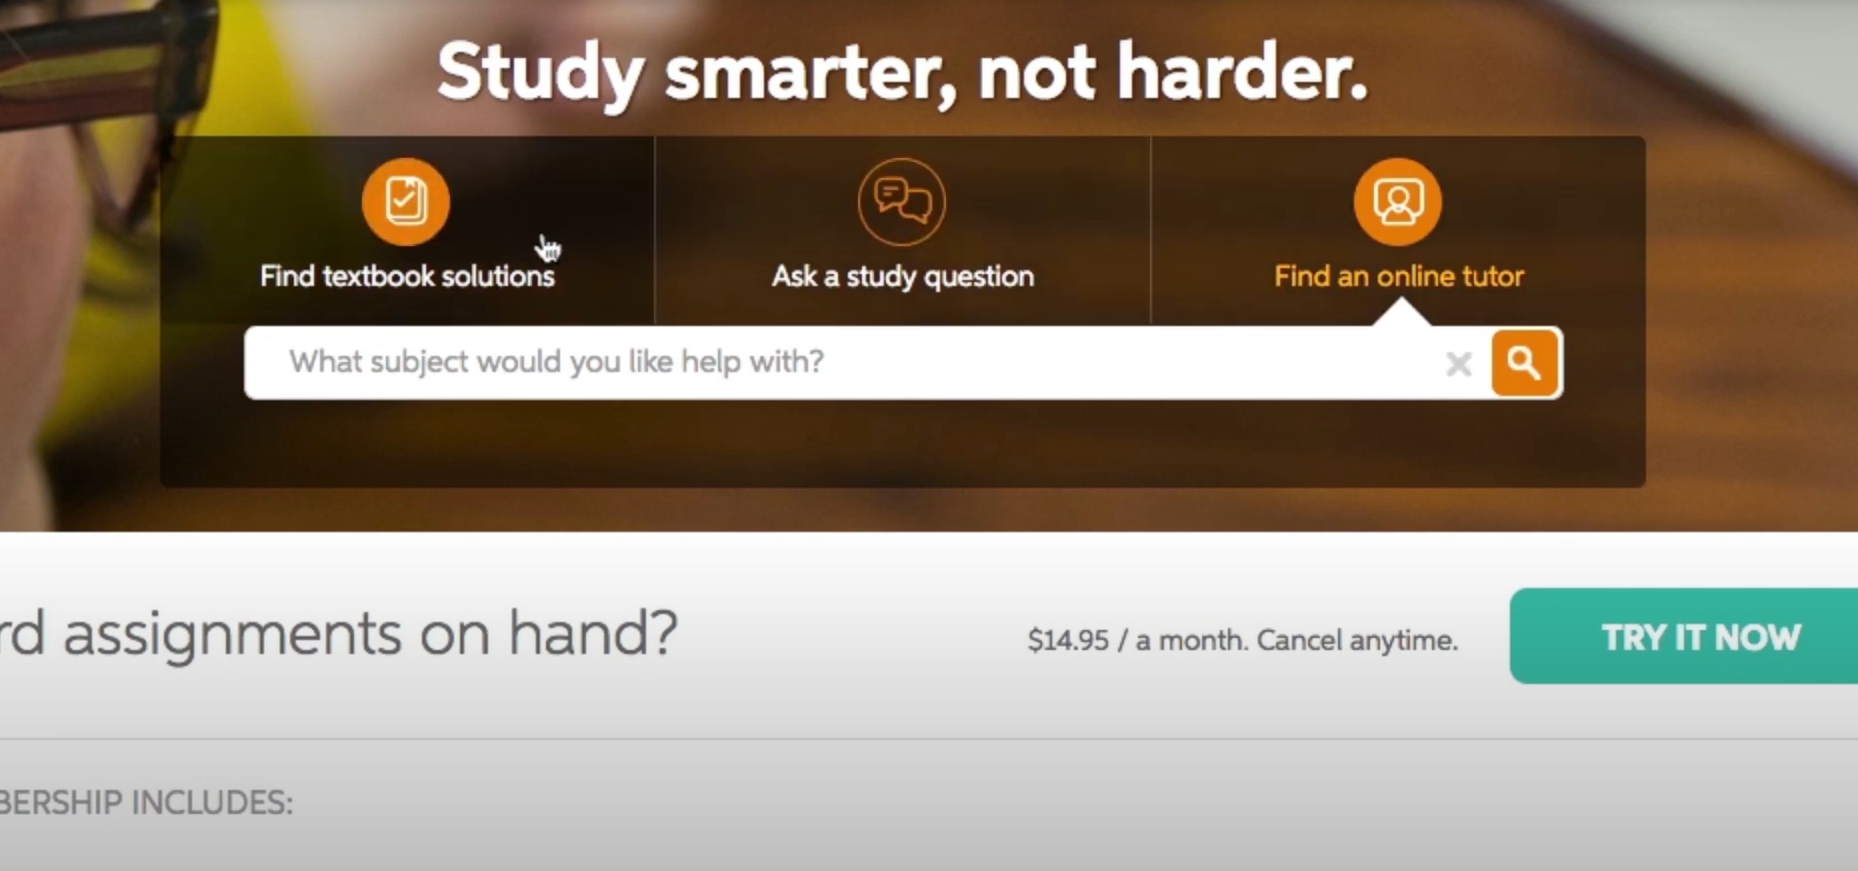 Study smarter, not harder.
Find textbook solutions
Ask a study question
Find an online tutor
What subject would you like help with?
rd assignments on hand?
$14.95 / a month. Cancel anytime.
TRY IT NOW
BERSHIP INCLUDES: